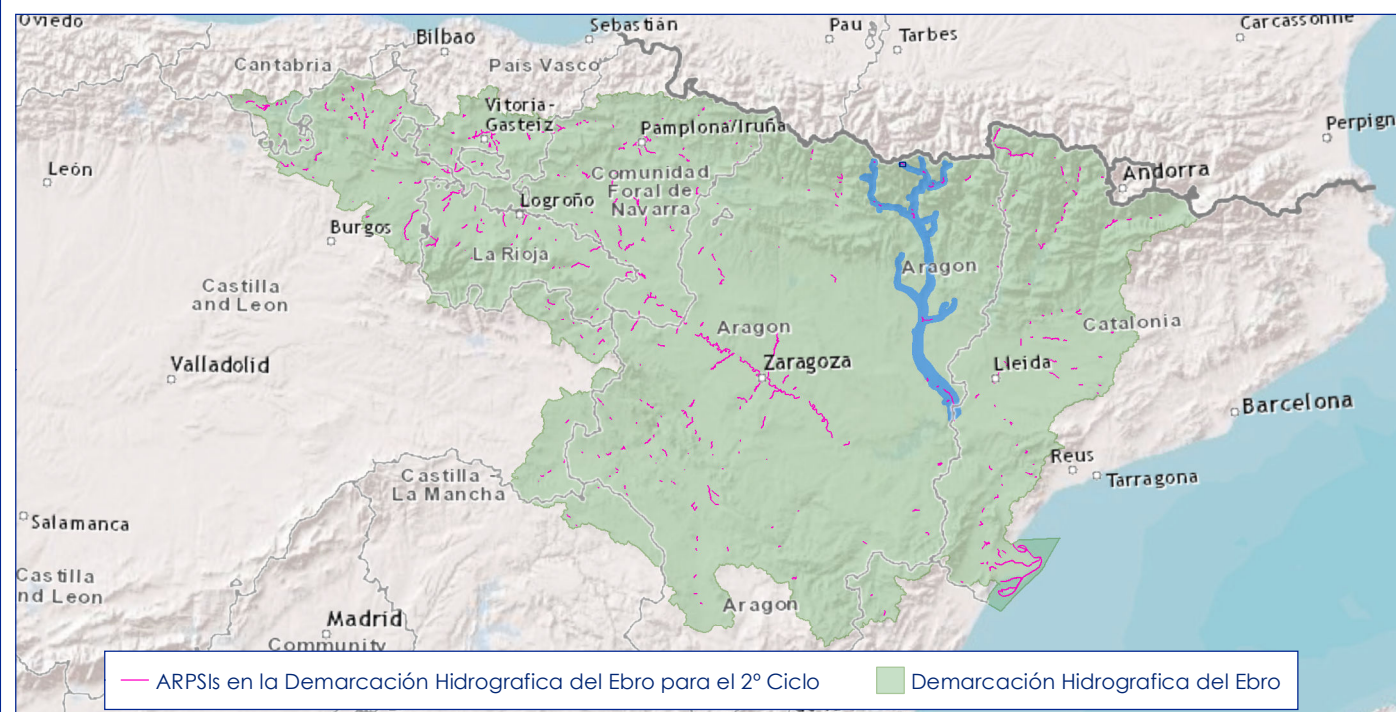 Oviedo
Sebastián
Pau
Carcassonne
Bilbao
Tarbes
Cantabria
Pais Vasco
Vitoria-
Gasteiz
Pamplona/Iruña
Perpign
León
Comunidad
Foral de
Navarra
Andorra
Logroño
Burgos
La Rioja
Aragon
Castilla
and Leon
Aragon
Catalonia
Valladolid
Zaragoza
Lleida
Barcelona
Castilla
La Mancha
Reus
Tarragona
Salamanca
Castilla
nd Leon
Aragon
Madrid
Community
ARPSIs en la Demarcación Hidrografica del Ebro para el 2º Ciclo
Demarcación Hidrografica del Ebro